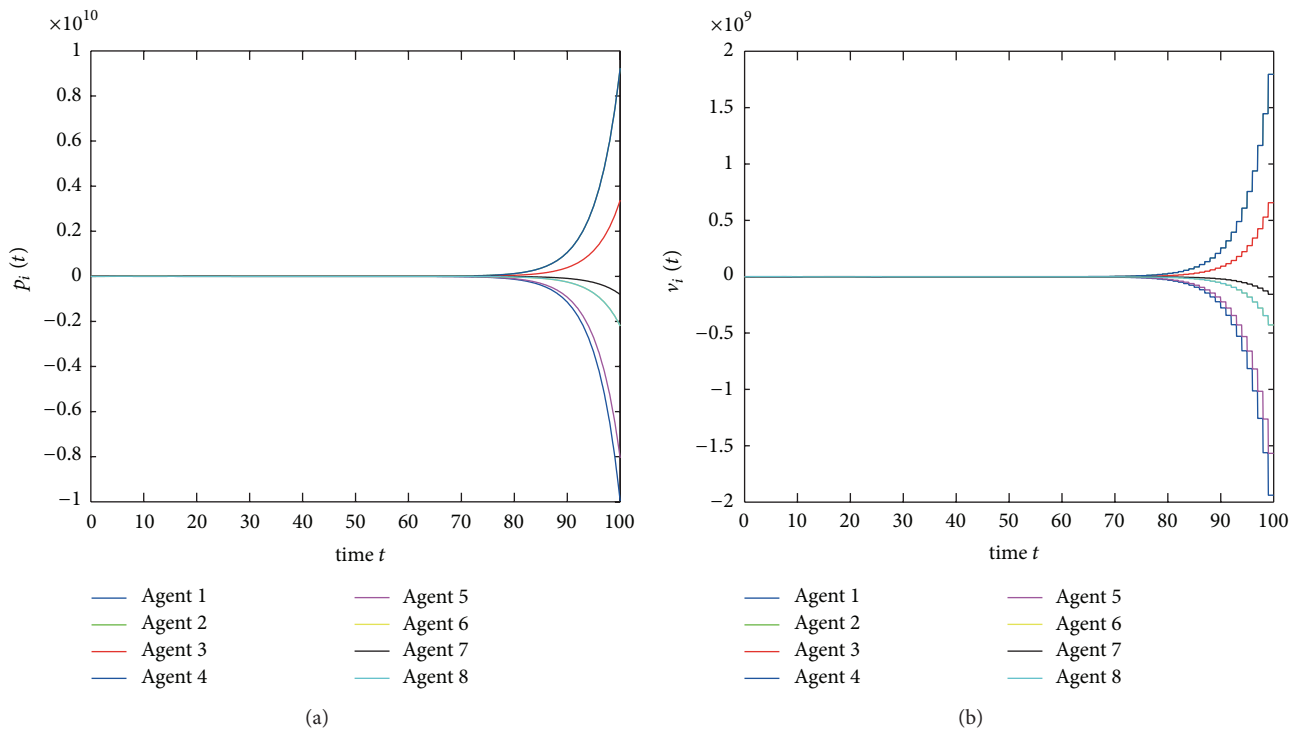 ×10^10
1
0.8
0.6
0.4
0.2
0
−0.2
−0.4
−0.6
−0.8
−1
p_i (t)
0 10 20 30 40 50 60 70 80 90 100
time t
Agent 1 Agent 5
Agent 2 Agent 6
Agent 3 Agent 7
Agent 4 Agent 8
(a)
×10^9
2
1.5
1
0.5
0
−0.5
−1
−1.5
−2
v_i (t)
0 10 20 30 40 50 60 70 80 90 100
time t
Agent 1 Agent 5
Agent 2 Agent 6
Agent 3 Agent 7
Agent 4 Agent 8
(b)